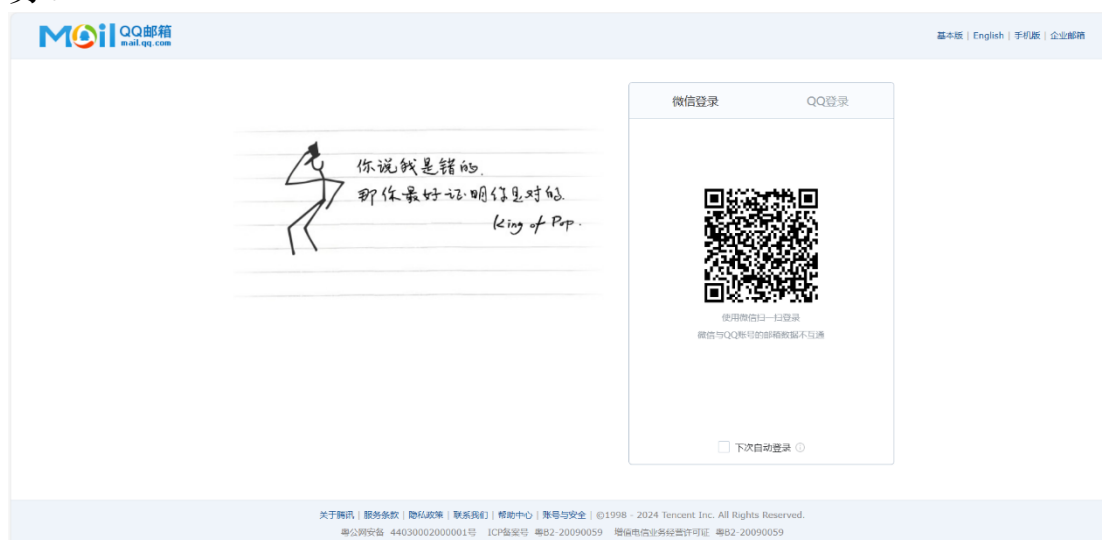 QQ邮箱
mail.qq.com
基本版 | English | 手机版 | 企业邮箱
微信登录 QQ登录
你说我是错的.
那你最好证明你是对的.
King of Pop.
使用微信扫一扫登录
微信与QQ账号的邮箱数据不互通
下次自动登录
关于腾讯 | 服务条款 | 隐私政策 | 联系我们 | 帮助中心 | 账号与安全 | ©1998 - 2024 Tencent Inc. All Rights Reserved.
粤公网安备 44030002000001号 ICP备案号 粤B2-20090059 增值电信业务经营许可证 粤B2-20090059